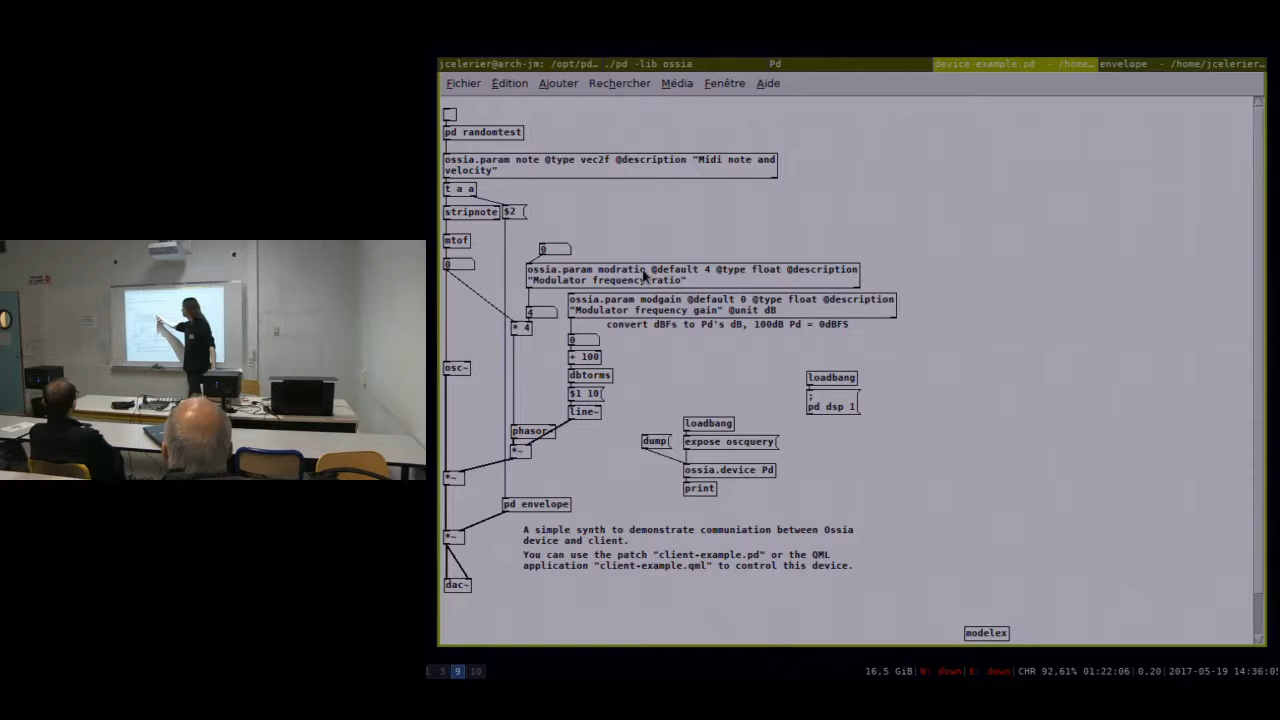 jcelerier@arch-jm: /opt/pd… ./pd -lib ossia
Pd
device-example.pd - /home…
envelope - /home/jcelerier…
Fichier Édition Ajouter Rechercher Média Fenêtre Aide
pd randomtest
ossia.param note @type vec2f @description "Midi note and
velocity"
t a a
stripnote
$2
mtof
0
0
ossia.param modratio @default 4 @type float @description
"Modulator frequency ratio"
ossia.param modgain @default 0 @type float @description
"Modulator frequency gain" @unit dB
4
* 4
convert dBFs to Pd's dB, 100dB Pd = 0dBFS
0
+ 100
osc~
dbtorms
loadbang
$1 10
;
pd dsp 1
line~
loadbang
phasor~
dump
expose oscquery
*~
ossia.device Pd
*~
print
pd envelope
A simple synth to demonstrate communiation between Ossia
device and client.
*~
You can use the patch "client-example.pd" or the QML
application "client-example.qml" to control this device.
dac~
modelex
3 9 10
16,5 GiB| W: down| E: down| CHR 92,61% 01:22:06| 0,20| 2017-05-19 14:36:05